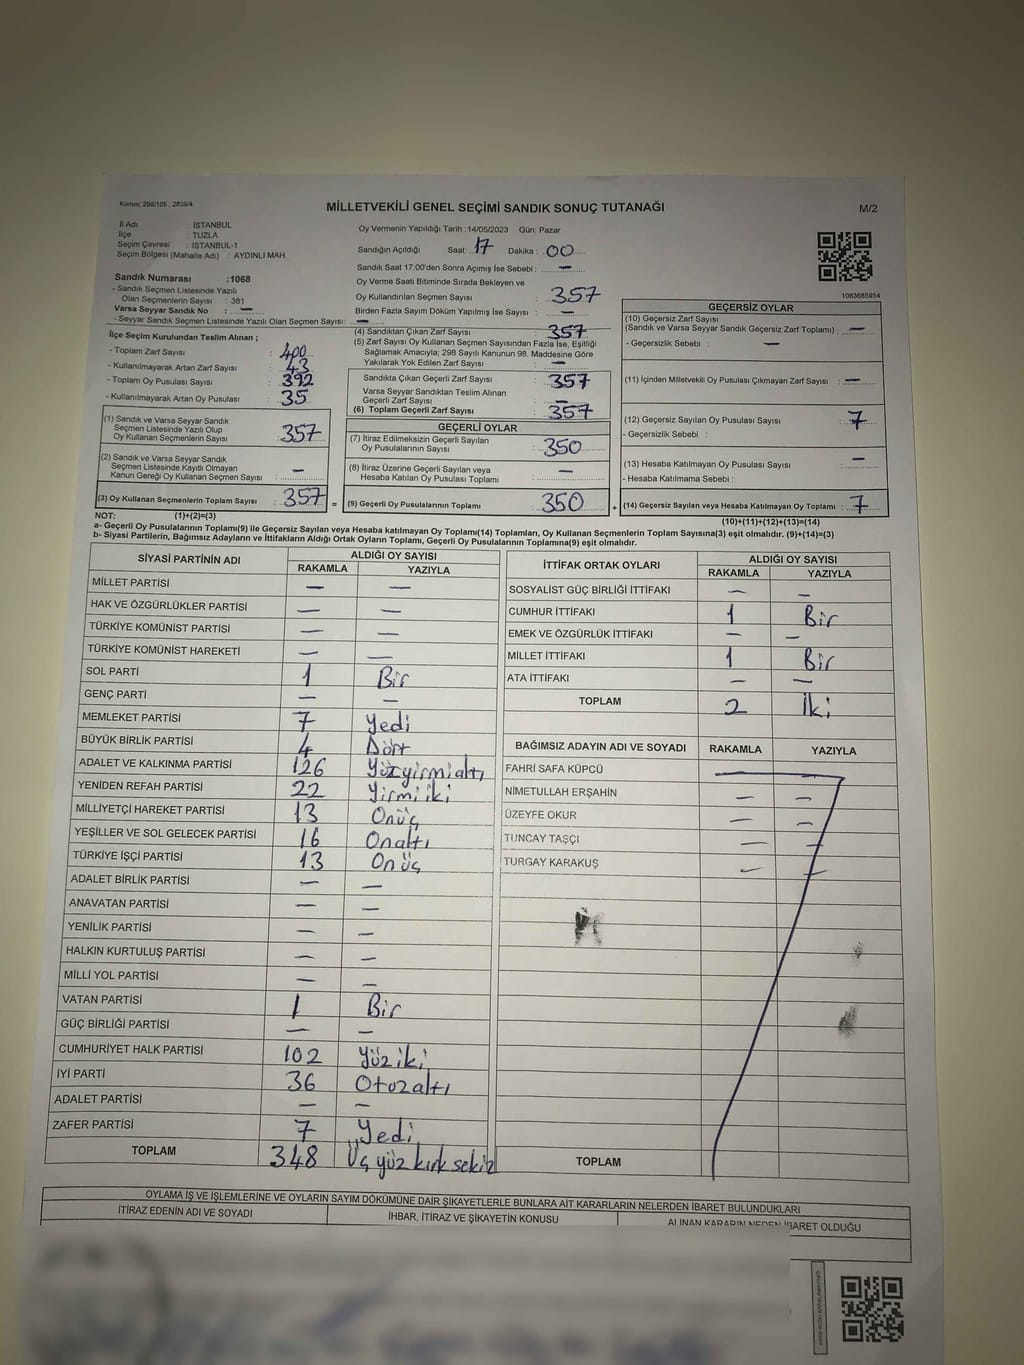 Kanun; 298/105 , 2839/4
MİLLETVEKİLİ GENEL SEÇİMİ SANDIK SONUÇ TUTANAĞI
M/2
İl Adı : İSTANBUL
İlçe : TUZLA
Seçim Çevresi : İSTANBUL-1
Seçim Bölgesi (Mahalle Adı) : AYDINLI MAH.
Sandık Numarası :1068
- Sandık Seçmen Listesinde Yazılı
Olan Seçmenlerin Sayısı : 381
Varsa Seyyar Sandık No : —
- Seyyar Sandık Seçmen Listesinde Yazılı Olan Seçmen Sayısı: —
Oy Vermenin Yapıldığı Tarih :14/05/2023 Gün: Pazar
Sandığın Açıldığı Saat: 17 Dakika : 00
Sandık Saat 17.00'den Sonra Açımış İse Sebebi : —
Oy Verme Saati Bitiminde Sırada Bekleyen ve
Oy Kullandırılan Seçmen Sayısı : 357
Birden Fazla Sayım Döküm Yapılmış İse Sayısı : —
1083685954
İlçe Seçim Kurulundan Teslim Alınan ;
- Toplam Zarf Sayısı : 400
- Kullanılmayarak Artan Zarf Sayısı : 43
- Toplam Oy Pusulası Sayısı : 392
- Kullanılmayarak Artan Oy Pusulası : 35
(1) Sandık ve Varsa Seyyar Sandık
Seçmen Listesinde Yazılı Olup
Oy Kullanan Seçmenlerin Sayısı : 357
(2) Sandık ve Varsa Seyyar Sandık
Seçmen Listesinde Kayıtlı Olmayan
Kanun Gereği Oy Kullanan Seçmen Sayısı : —
(3) Oy Kullanan Seçmenlerin Toplam Sayısı : 357
(4) Sandıktan Çıkan Zarf Sayısı : 357
(5) Zarf Sayısı Oy Kullanan Seçmen Sayısından Fazla İse, Eşitliği
Sağlamak Amacıyla; 298 Sayılı Kanunun 98. Maddesine Göre
Yakılarak Yok Edilen Zarf Sayısı : —
Sandıkta Çıkan Geçerli Zarf Sayısı : 357
Varsa Seyyar Sandıktan Teslim Alınan
Geçerli Zarf Sayısı : —
(6) Toplam Geçerli Zarf Sayısı : 357
GEÇERLİ OYLAR
(7) İtiraz Edilmeksizin Geçerli Sayılan
Oy Pusulalarının Sayısı : 350
(8) İtiraz Üzerine Geçerli Sayılan veya
Hesaba Katılan Oy Pusulası Toplamı : —
= (9) Geçerli Oy Pusulalarının Toplamı : 350
GEÇERSİZ OYLAR
(10) Geçersiz Zarf Sayısı
(Sandık ve Varsa Seyyar Sandık Geçersiz Zarf Toplamı) : —
- Geçersizlik Sebebi : —
(11) İçinden Milletvekili Oy Pusulası Çıkmayan Zarf Sayısı : —
(12) Geçersiz Sayılan Oy Pusulası Sayısı : 7
- Geçersizlik Sebebi :
(13) Hesaba Katılmayan Oy Pusulası Sayısı : —
- Hesaba Katılmama Sebebi :
+ (14) Geçersiz Sayılan veya Hesaba Katılmayan Oy Toplamı : 7
NOT: (1)+(2)=(3)
(10)+(11)+(12)+(13)=(14)
a- Geçerli Oy Pusulalarının Toplamı(9) ile Geçersiz Sayılan veya Hesaba katılmayan Oy Toplamı(14) Toplamları, Oy Kullanan Seçmenlerin Toplam Sayısına(3) eşit olmalıdır. (9)+(14)=(3)
b- Siyasi Partilerin, Bağımsız Adayların ve İttifakların Aldığı Ortak Oyların Toplamı, Geçerli Oy Pusulalarının Toplamına(9) eşit olmalıdır.
SİYASİ PARTİNİN ADI ALDIĞI OY SAYISI
RAKAMLA YAZIYLA
MİLLET PARTİSİ — —
HAK VE ÖZGÜRLÜKLER PARTİSİ — —
TÜRKİYE KOMÜNİST PARTİSİ — —
TÜRKİYE KOMÜNİST HAREKETİ — —
SOL PARTİ 1 Bir
GENÇ PARTİ — —
MEMLEKET PARTİSİ 7 Yedi
BÜYÜK BİRLİK PARTİSİ 4 Dört
ADALET VE KALKINMA PARTİSİ 126 Yüzyirmialtı
YENİDEN REFAH PARTİSİ 22 Yirmiiki
MİLLİYETÇİ HAREKET PARTİSİ 13 Onüç
YEŞİLLER VE SOL GELECEK PARTİSİ 16 Onaltı
TÜRKİYE İŞÇİ PARTİSİ 13 Onüç
ADALET BİRLİK PARTİSİ — —
ANAVATAN PARTİSİ — —
YENİLİK PARTİSİ — —
HALKIN KURTULUŞ PARTİSİ — —
MİLLİ YOL PARTİSİ — —
VATAN PARTİSİ 1 Bir
GÜÇ BİRLİĞİ PARTİSİ — —
CUMHURİYET HALK PARTİSİ 102 Yüziki
İYİ PARTİ 36 Otuzaltı
ADALET PARTİSİ — —
ZAFER PARTİSİ 7 Yedi
TOPLAM 348 Üçyüz kırk sekiz
İTTİFAK ORTAK OYLARI ALDIĞI OY SAYISI
RAKAMLA YAZIYLA
SOSYALİST GÜÇ BİRLİĞİ İTTİFAKI — —
CUMHUR İTTİFAKI 1 Bir
EMEK VE ÖZGÜRLÜK İTTİFAKI — —
MİLLET İTTİFAKI 1 Bir
ATA İTTİFAKI — —
TOPLAM 2 İki
BAĞIMSIZ ADAYIN ADI VE SOYADI RAKAMLA YAZIYLA
FAHRİ SAFA KÜPCÜ
NİMETULLAH ERŞAHİN — —
ÜZEYFE OKUR — —
TUNCAY TAŞÇI — —
TURGAY KARAKUŞ — —
TOPLAM
OYLAMA İŞ VE İŞLEMLERİNE VE OYLARIN SAYIM DÖKÜMÜNE DAİR ŞİKAYETLERLE BUNLARA AİT KARARLARIN NELERDEN İBARET BULUNDUKLARI
İTİRAZ EDENİN ADI VE SOYADI İHBAR, İTİRAZ VE ŞİKAYETİN KONUSU ALINAN KARARIN NEDEN İBARET OLDUĞU